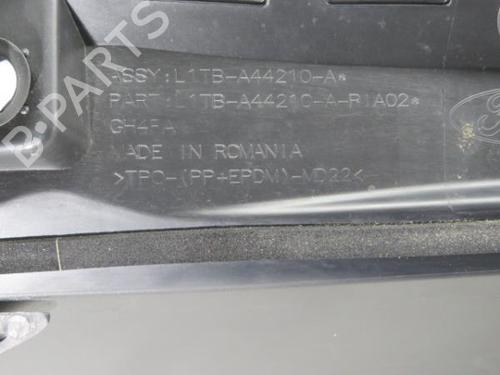 ASSY:L1TB-A44210-A*
PART:L1TB-A44210-A-R1A02*
GH4FA
MADE IN ROMANIA
>TPO-(PP+EPDM)-MD22<
B-PARTS